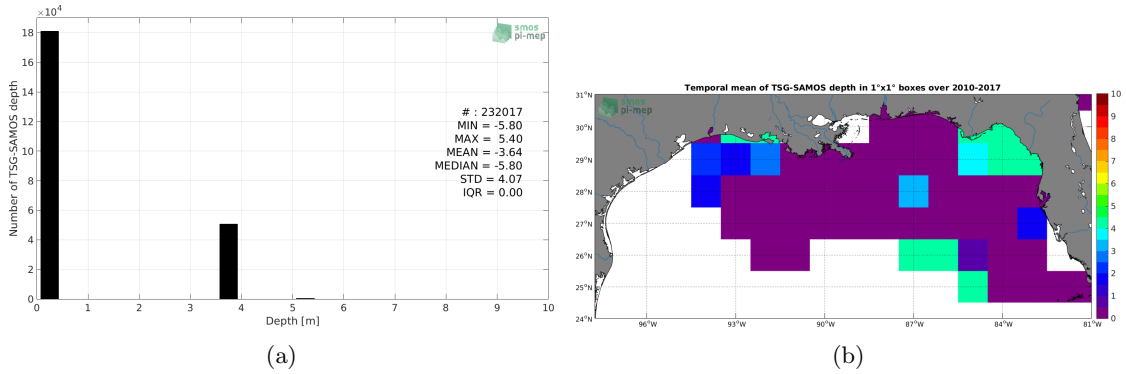 ×10⁴
18
16
14
12
10
8
6
4
2
0
Number of TSG-SAMOS depth
smos
pi-mep
# : 232017
MIN = -5.80
MAX = 5.40
MEAN = -3.64
MEDIAN = -5.80
STD = 4.07
IQR = 0.00
0 1 2 3 4 5 6 7 8 9 10
Depth [m]
(a)
Temporal mean of TSG-SAMOS depth in 1°x1° boxes over 2010-2017
smos
pi-mep
31°N
30°N
29°N
28°N
27°N
26°N
25°N
24°N
96°W 93°W 90°W 87°W 84°W 81°W
10
9
8
7
6
5
4
3
2
1
0
(b)